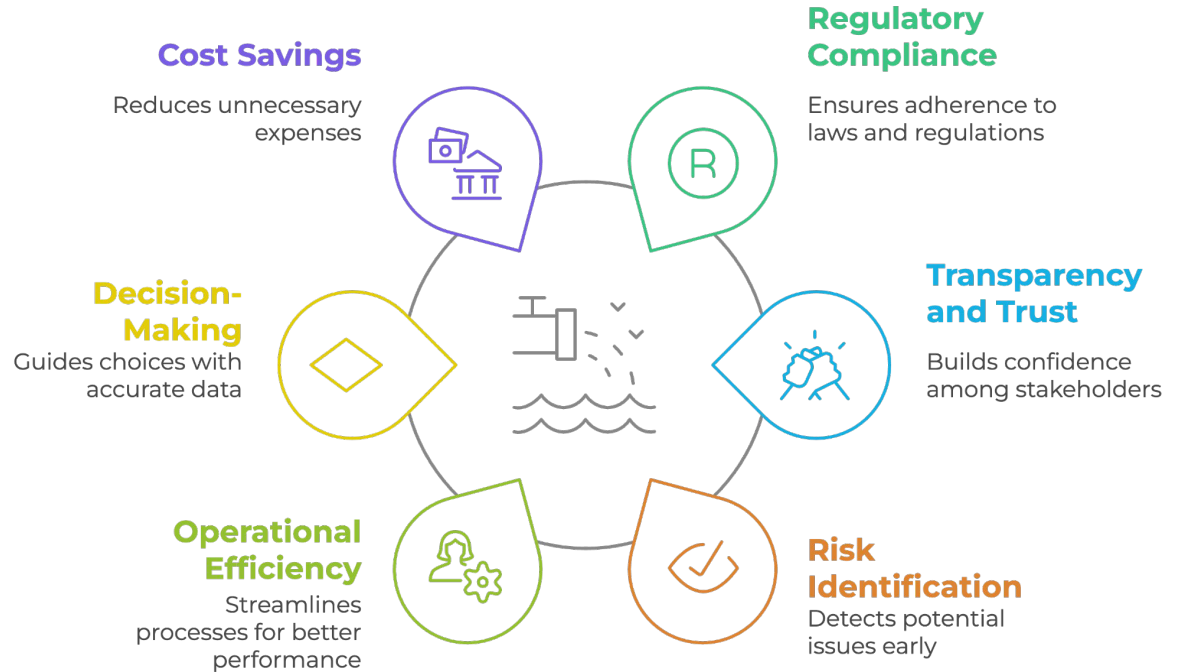 Cost Savings
Reduces unnecessary
expenses
Regulatory
Compliance
Ensures adherence to
laws and regulations
R
Decision-
Making
Guides choices with
accurate data
Transparency
and Trust
Builds confidence
among stakeholders
Operational
Efficiency
Streamlines
processes for better
performance
Risk
Identification
Detects potential
issues early